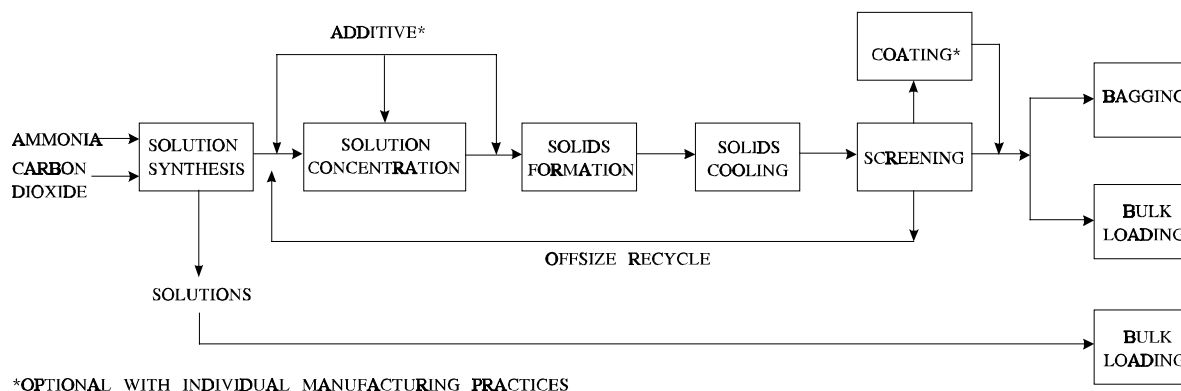 ADDITIVE*
COATING*
BAGGING
AMMONIA
CARBON
DIOXIDE
SOLUTION
SYNTHESIS
SOLUTION
CONCENTRATION
SOLIDS
FORMATION
SOLIDS
COOLING
SCREENING
BULK
LOADING
OFFSIZE RECYCLE
SOLUTIONS
BULK
LOADING
*OPTIONAL WITH INDIVIDUAL MANUFACTURING PRACTICES